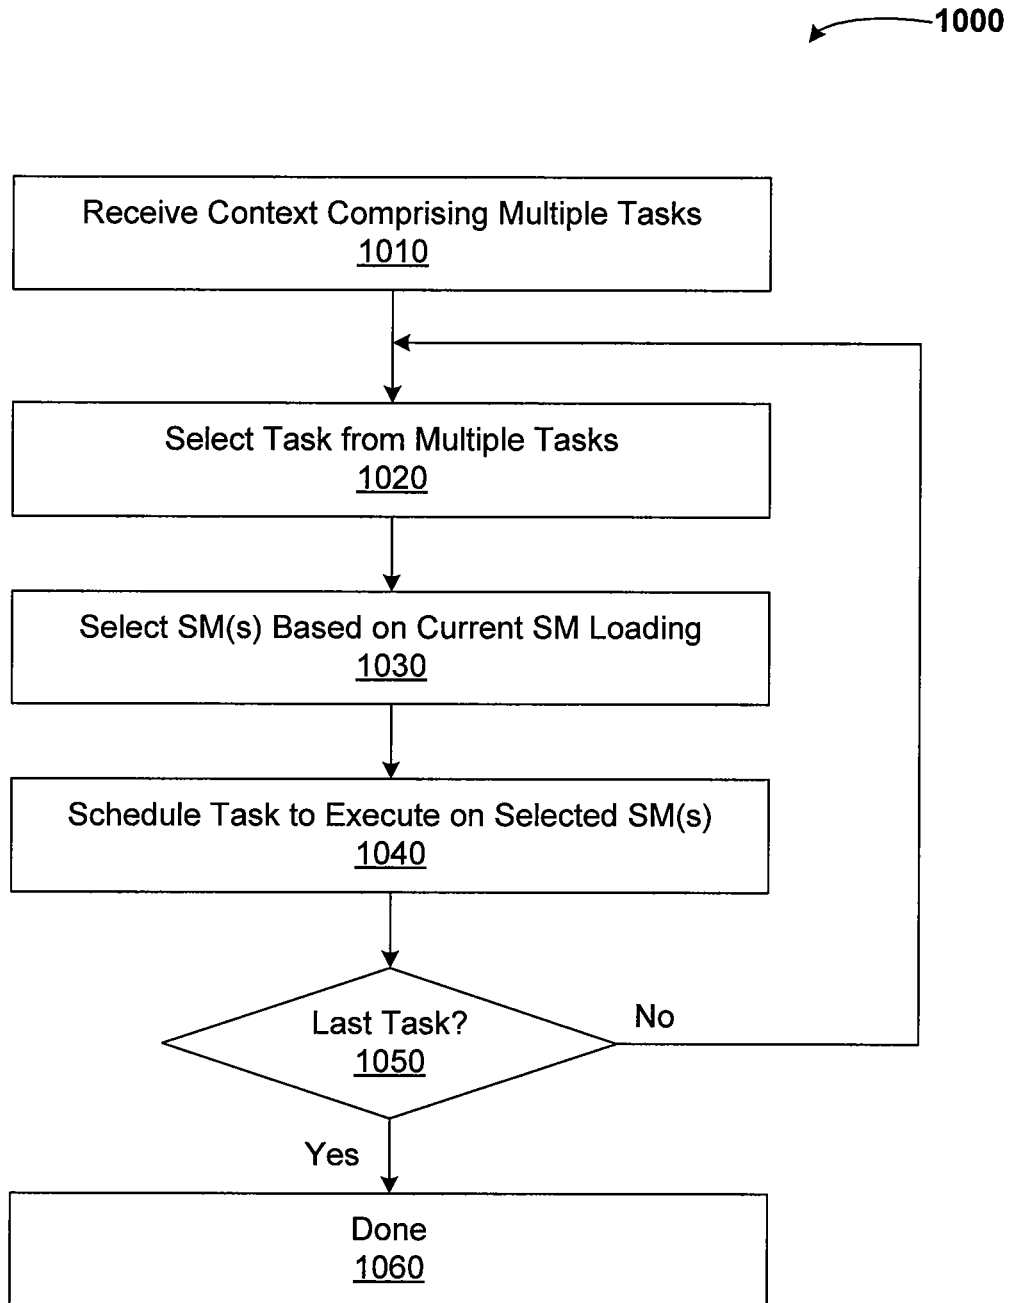 1000
Receive Context Comprising Multiple Tasks
1010
Select Task from Multiple Tasks
1020
Select SM(s) Based on Current SM Loading
1030
Schedule Task to Execute on Selected SM(s)
1040
Last Task?
1050
No
Yes
Done
1060